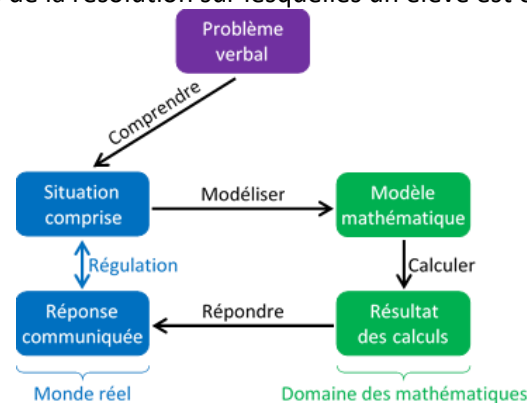 de la résolution sur lesquelles un élève est
Problème
verbal
Comprendre
Situation
comprise
Modéliser
Modèle
mathématique
Régulation
Calculer
Réponse
communiquée
Répondre
Résultat
des calculs
Monde réel
Domaine des mathématiques